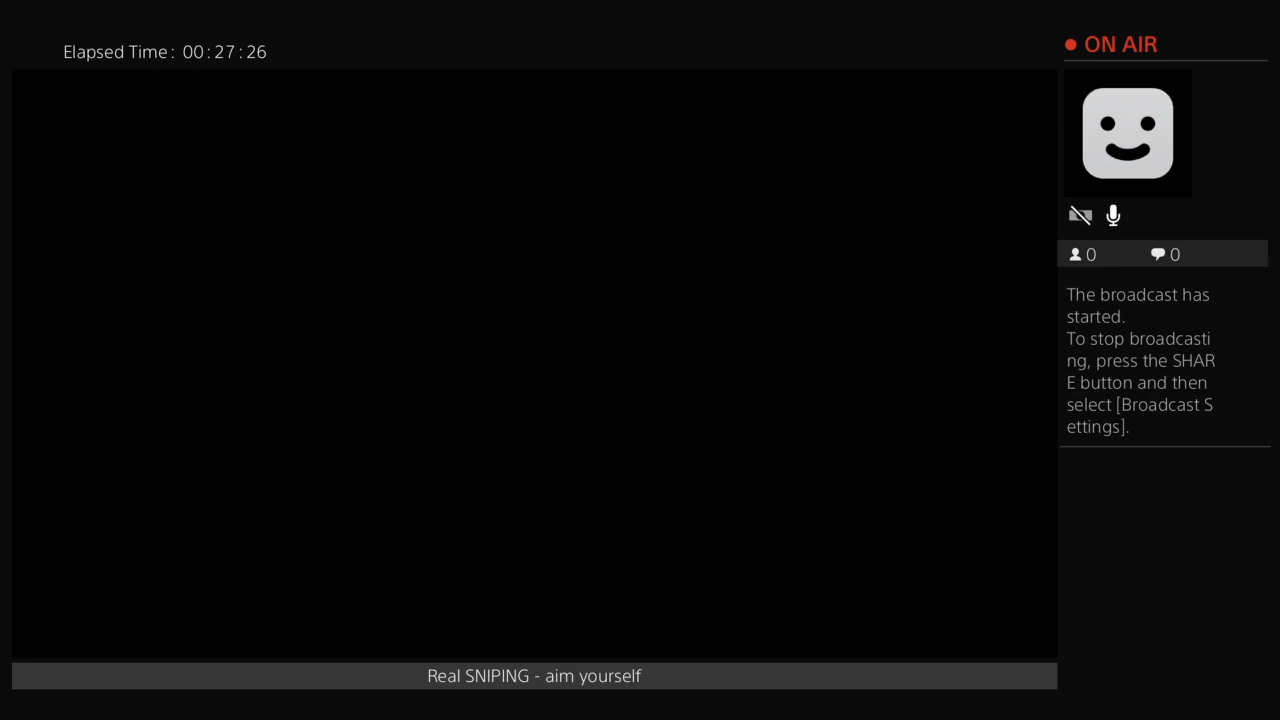 Elapsed Time: 00:27:26
ON AIR
0
0
The broadcast has
started.
To stop broadcasti
ng, press the SHAR
E button and then
select [Broadcast S
ettings].
Real SNIPING - aim yourself